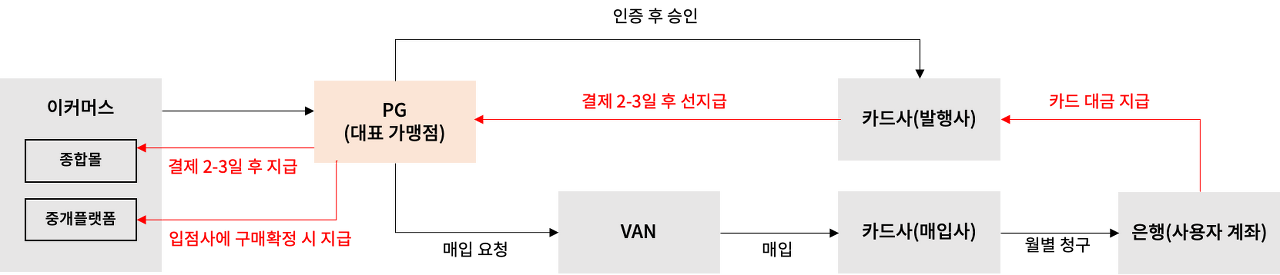 인증 후 승인
이커머스
PG
(대표 가맹점)
결제 2-3일 후 선지급
카드사(발행사)
카드 대금 지급
종합몰
결제 2-3일 후 지급
중개플랫폼
입점사에 구매확정 시 지급
매입 요청
VAN
매입
카드사(매입사)
월별 청구
은행(사용자 계좌)